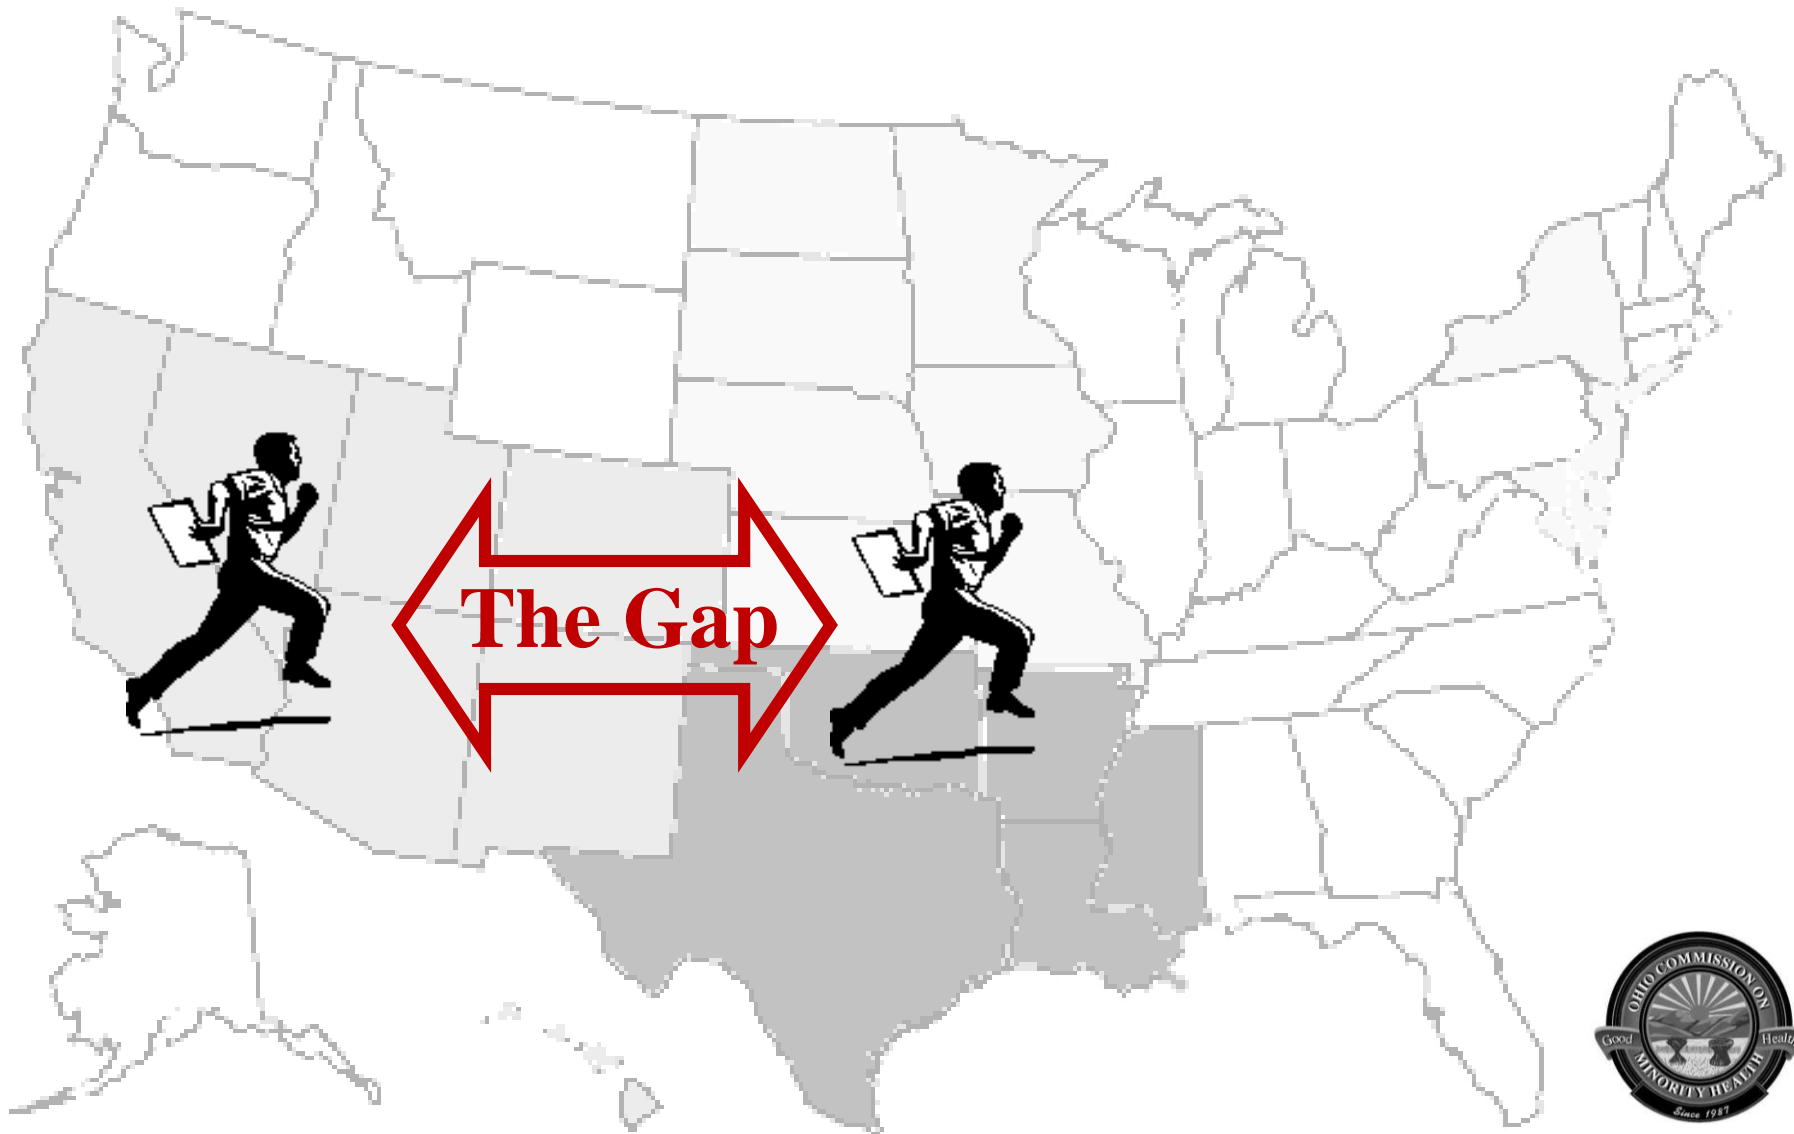 The Gap
OHIO COMMISSION ON
Good
Health
MINORITY HEALTH
Since 1987